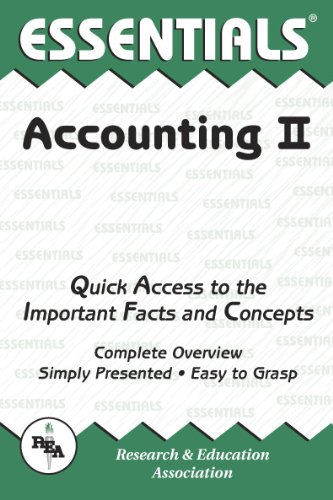 ESSENTIALS®
Accounting II
Quick Access to the
Important Facts and Concepts
Complete Overview
Simply Presented • Easy to Grasp
REA
Research & Education
Association